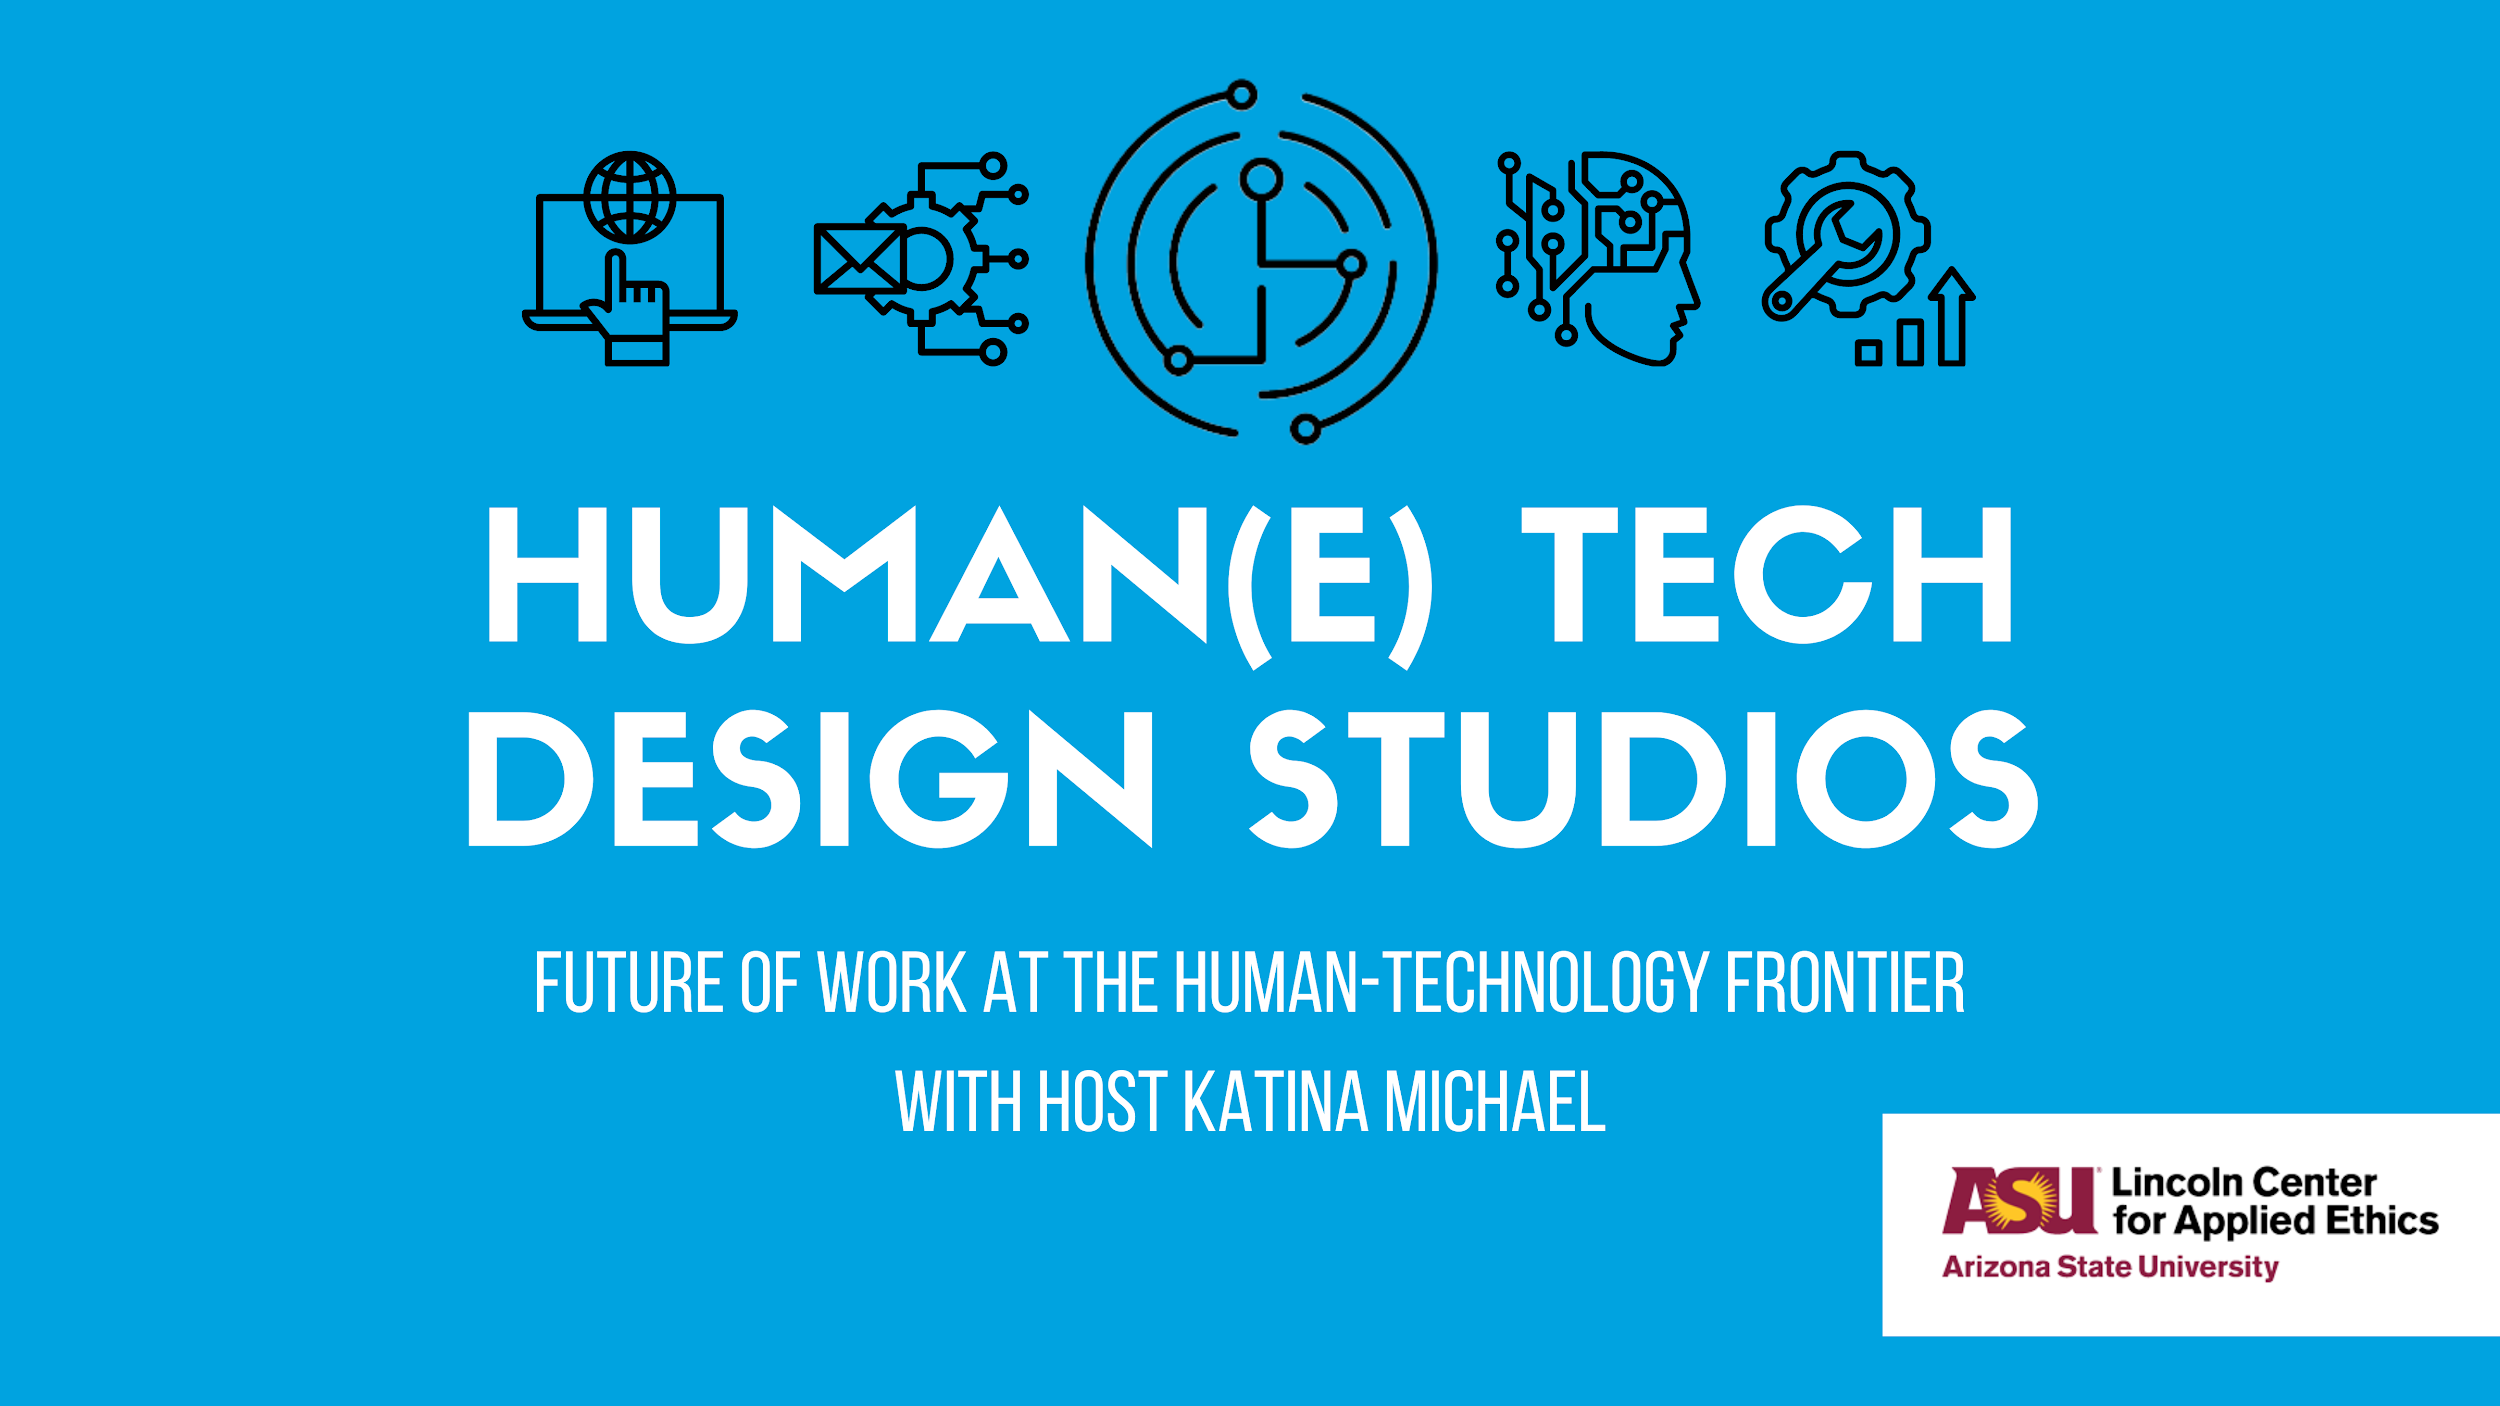 HUMAN(E) TECH
DESIGN STUDIOS
FUTURE OF WORK AT THE HUMAN-TECHNOLOGY FRONTIER
WITH HOST KATINA MICHAEL
ASU Lincoln Center
for Applied Ethics
Arizona State University